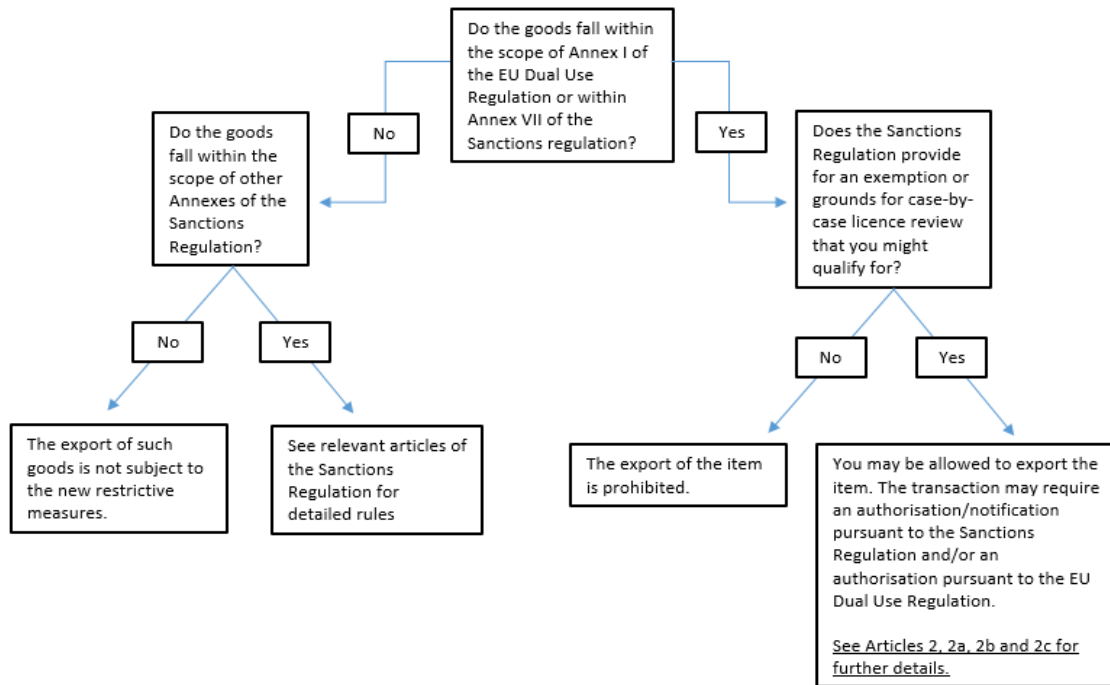 Do the goods fall within
the scope of Annex I of
the EU Dual Use
Regulation or within
Annex VII of the
Sanctions regulation?
No
Yes
Do the goods
fall within the
scope of other
Annexes of the
Sanctions
Regulation?
Does the Sanctions
Regulation provide
for an exemption or
grounds for case-by-
case licence review
that you might
qualify for?
No
Yes
No
Yes
The export of such
goods is not subject to
the new restrictive
measures.
See relevant articles of
the Sanctions
Regulation for
detailed rules
The export of the item
is prohibited.
You may be allowed to export the
item. The transaction may require
an authorisation/notification
pursuant to the Sanctions
Regulation and/or an
authorisation pursuant to the EU
Dual Use Regulation.
See Articles 2, 2a, 2b and 2c for
further details.